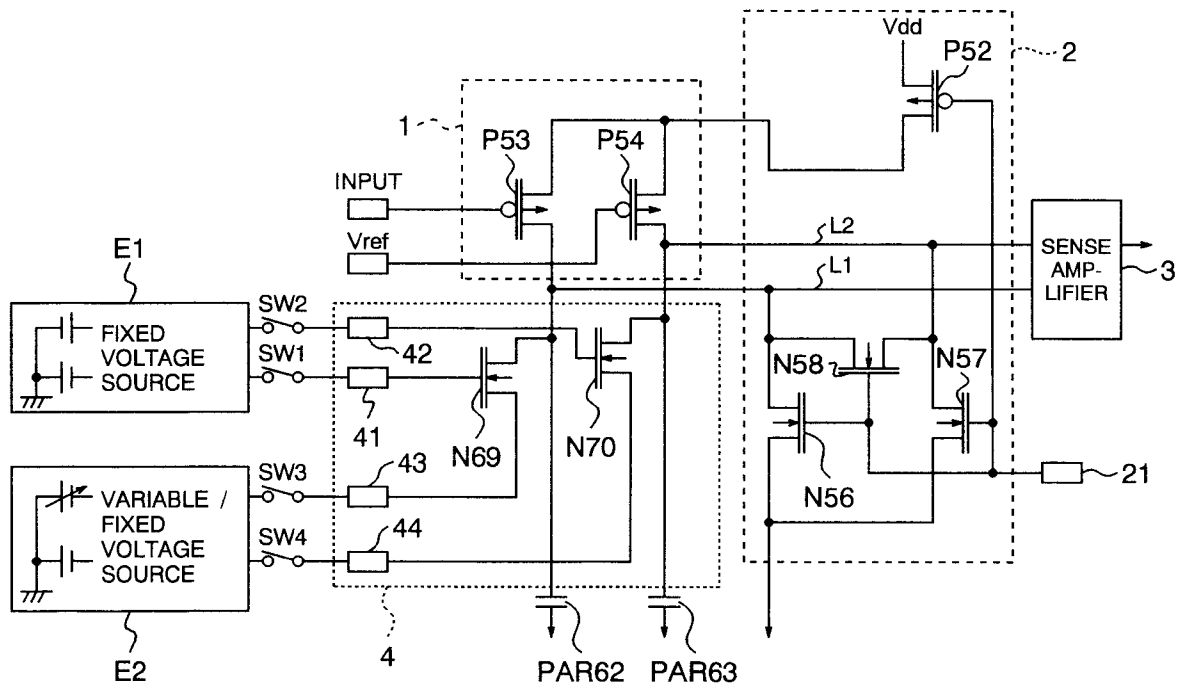 Vdd
P52
2
1
P53
P54
INPUT
Vref
L2
L1
SENSE
AMP-
LIFIER
3
E1
FIXED
VOLTAGE
SOURCE
SW2
SW1
42
41
N69
N70
N58
N57
N56
21
43
44
SW3
SW4
VARIABLE /
FIXED
VOLTAGE
SOURCE
E2
4
PAR62
PAR63